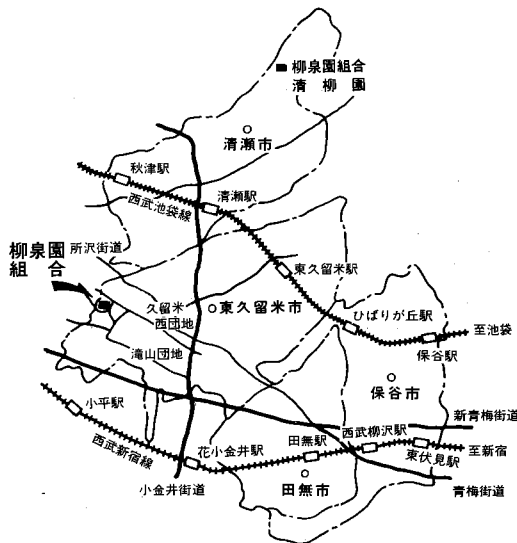 柳泉園組合
清柳園
清瀬市
秋津駅
清瀬駅
西武池袋線
所沢街道
柳泉園
組合
東久留米駅
久留米
西団地
東久留米市
ひばりが丘駅
至池袋
保谷駅
滝山団地
保谷市
小平駅
新青梅街道
西武柳沢駅
田無駅
花小金井駅
西武新宿線
至新宿
東伏見駅
小金井街道
田無市
青梅街道